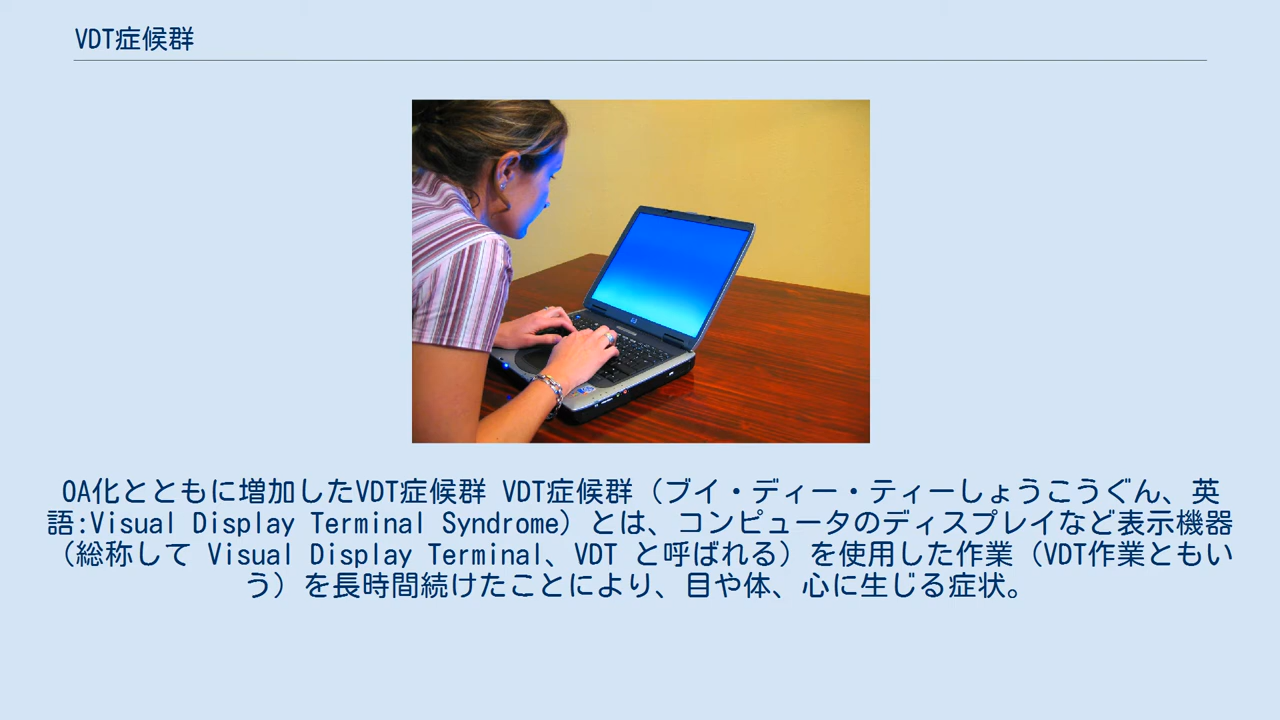 VDT症候群
OA化とともに増加したVDT症候群 VDT症候群（ブイ・ディー・ティーしょうこうぐん、英
語:Visual Display Terminal Syndrome）とは、コンピュータのディスプレイなど表示機器
（総称して Visual Display Terminal、VDT と呼ばれる）を使用した作業（VDT作業ともい
う）を長時間続けたことにより、目や体、心に生じる症状。